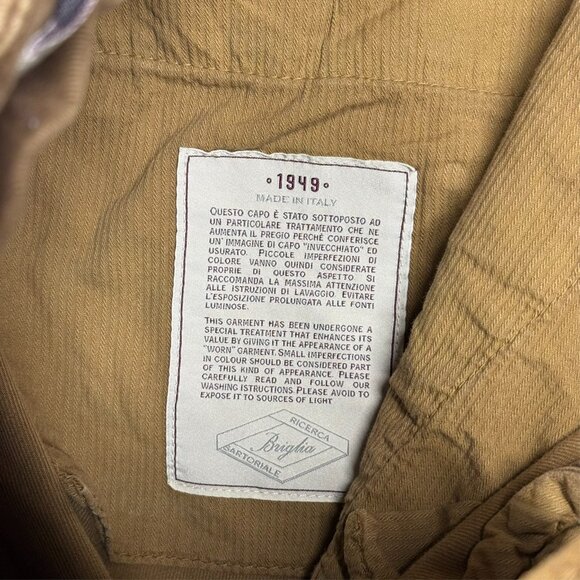 ° 1949 °
MADE IN ITALY
QUESTO CAPO È STATO SOTTOPOSTO AD
UN PARTICOLARE TRATTAMENTO CHE NE
AUMENTA IL PREGIO PERCHÈ CONFERISCE
UN' IMMAGINE DI CAPO "INVECCHIATO" ED
USURATO. PICCOLE IMPERFEZIONI DI
COLORE VANNO QUINDI CONSIDERATE
PROPRIE DI QUESTO ASPETTO. SI
RACCOMANDA LA MASSIMA ATTENZIONE
ALLE ISTRUZIONI DI LAVAGGIO. EVITARE
L'ESPOSIZIONE PROLUNGATA ALLE FONTI
LUMINOSE.
THIS GARMENT HAS BEEN UNDERGONE A
SPECIAL TREATMENT THAT ENHANCES ITS
VALUE BY GIVING IT THE APPEARANCE OF A
"WORN" GARMENT. SMALL IMPERFECTIONS
IN COLOUR SHOULD BE CONSIDERED PART
OF THIS KIND OF APPEARANCE. PLEASE
CAREFULLY READ AND FOLLOW OUR
WASHING ISTRUCTIONS. PLEASE AVOID TO
EXPOSE IT TO SOURCES OF LIGHT
RICERCA
Briglia
SARTORIALE